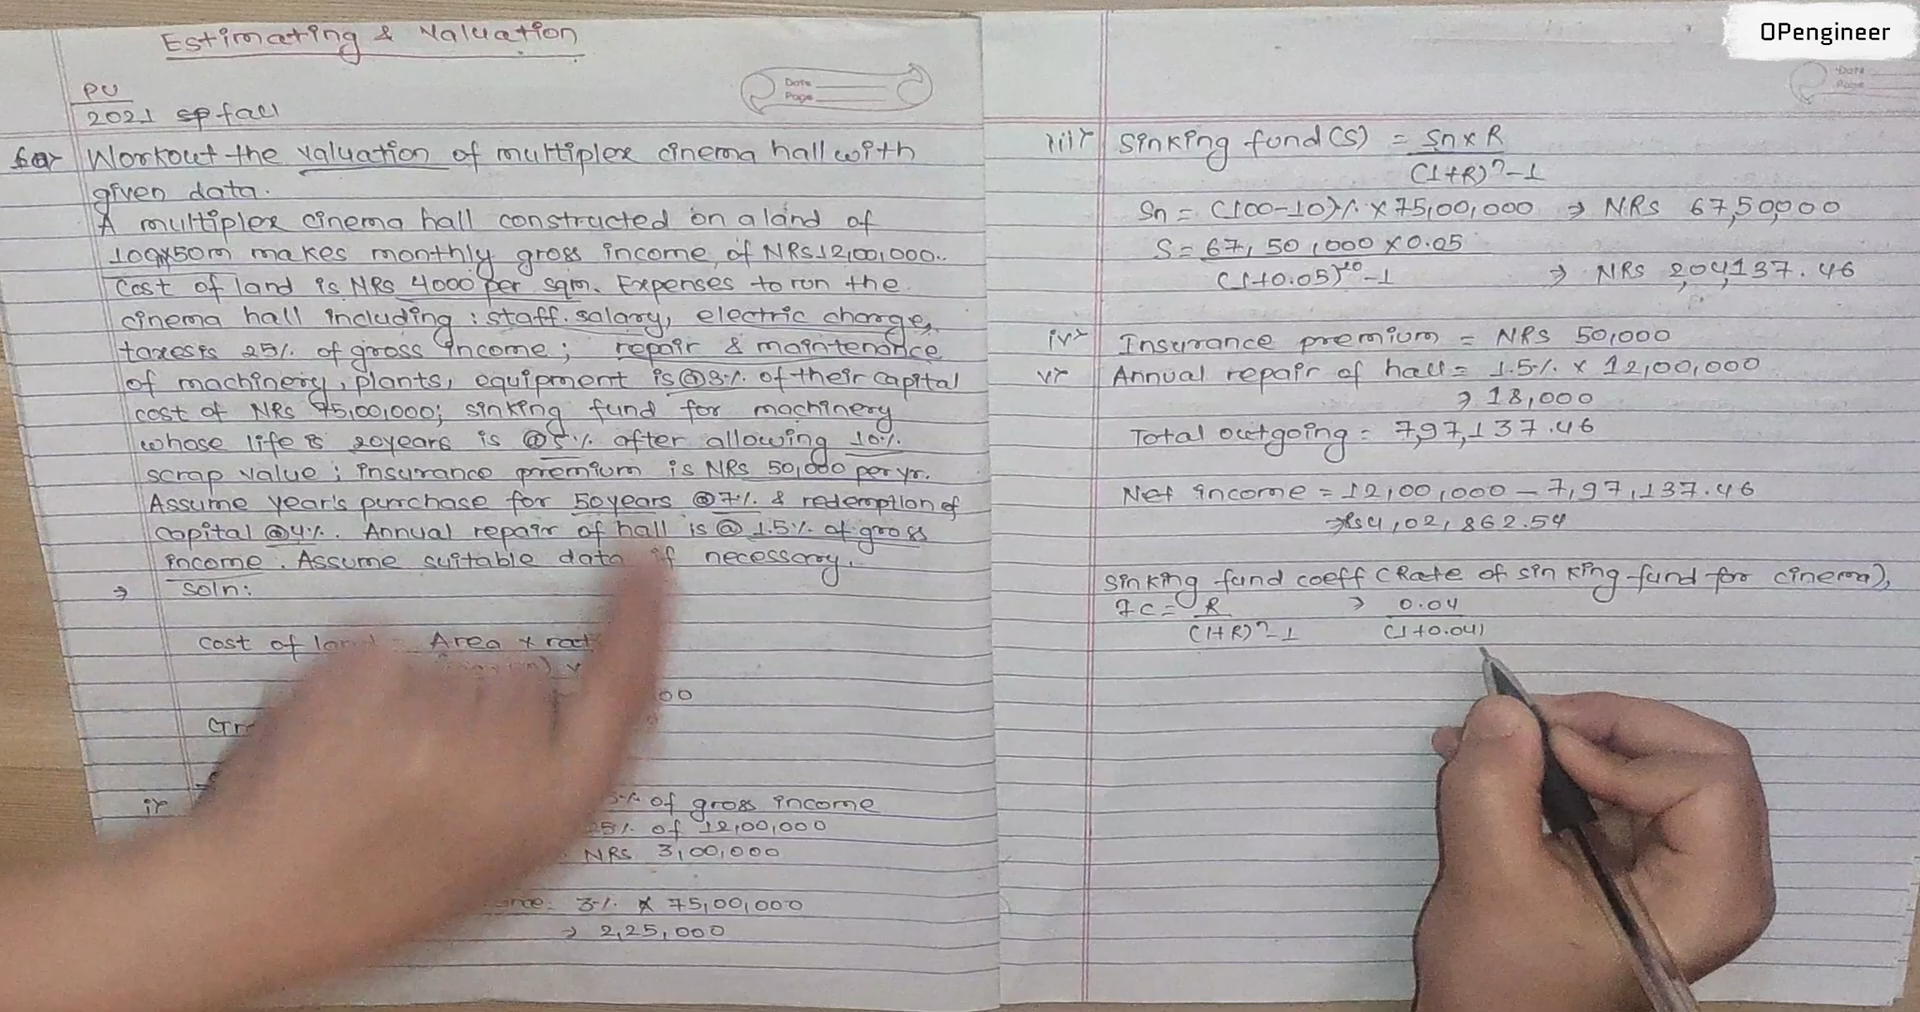 Estimating & Valuation
Date
Page
PU
2021 sp fall
6a> Workout the valuation of multiplex cinema hall with
given data.
A multiplex cinema hall constructed on a land of
100x50m makes monthly gross income of NRs 12,00,000.
Cost of land is NRs 4000 per sqm. Expenses to run the
cinema hall including : staff salary, electric charge,
taxes is 25% of gross income; repair & maintenance
of machinery, plants, equipment is @3% of their capital
cost of NRs 75,00,000; sinking fund for machinery
whose life is 20years is @5% after allowing 10%
scrap value; insurance premium is NRs 50,000 per yr.
Assume year's purchase for 50years @7% & redemption of
capital @4%. Annual repair of hall is @ 1.5% of gross
income. Assume suitable data if necessary.
→ Soln:
Cost of = Area x
00
i>
% of gross income
25% of 12,00,000
NRs 3,00,000
3% x 75,00,000
→ 2,25,000
OPengineer
Date
Page
iii> Sinking fund (S) = Sn x R
(1+R)ⁿ-1
Sn = (100-10)% x 75,00,000 → NRs 67,50,000
S = 67,50,000 x 0.05
(1+0.05)²⁰-1 → NRs 2,04,137.46
iv> Insurance premium = NRs 50,000
v> Annual repair of hall = 1.5% x 12,00,000
→ 18,000
Total outgoing = 7,97,137.46
Net income = 12,00,000 - 7,97,137.46
→ Rs 4,02,862.54
Sinking fund coeff (Rate of sinking fund for cinema),
Ic = R → 0.04
(1+R)ⁿ-1 (1+0.04)